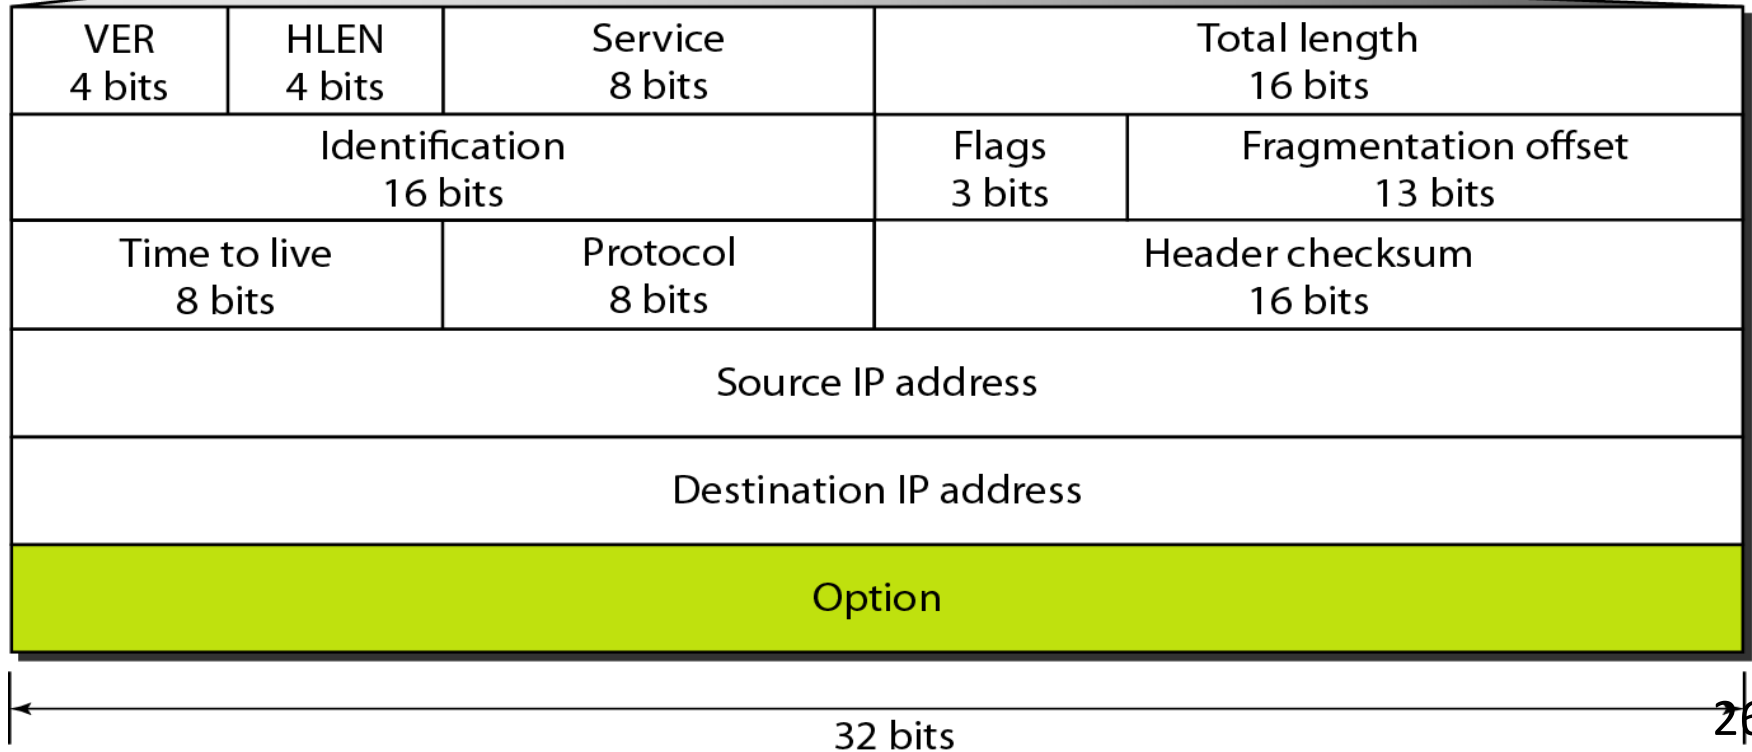 VER
4 bits
HLEN
4 bits
Service
8 bits
Total length
16 bits
Identification
16 bits
Flags
3 bits
Fragmentation offset
13 bits
Time to live
8 bits
Protocol
8 bits
Header checksum
16 bits
Source IP address
Destination IP address
Option
32 bits
26